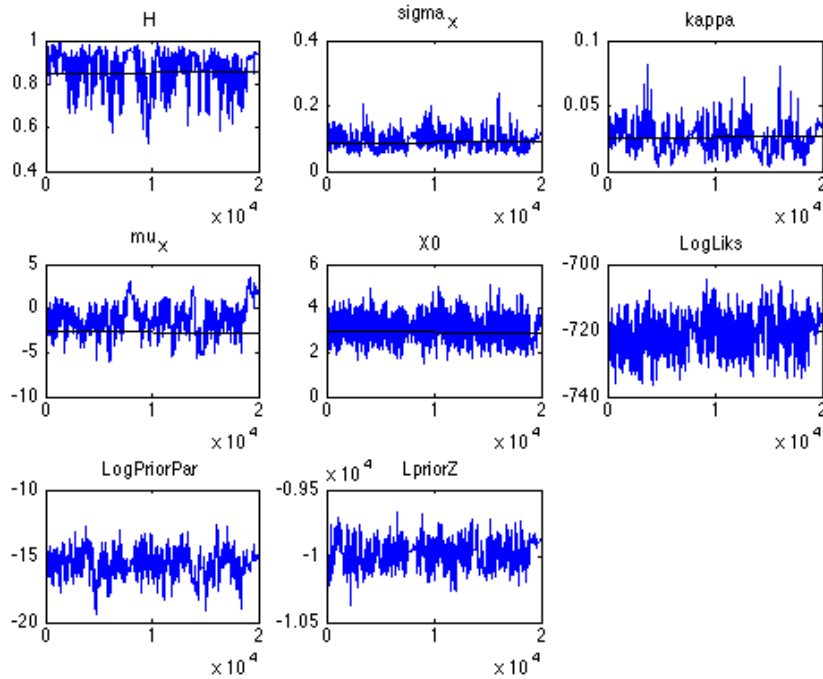 H sigma_X kappa
1 0.4 0.1
0.8 0.2 0.05
0.6
0.4 0 0
0 1 2 0 1 2 0 1 2
x 10^4 x 10^4 x 10^4
mu_X X0 LogLiks
5 6 -700
0 4 -720
-5 2
-10 0 -740
0 1 2 0 1 2 0 1 2
x 10^4 x 10^4 x 10^4
LogPriorPar x 10^4 LpriorZ
-10 -0.95
-15 -1
-20 -1.05
0 1 2 0 1 2
x 10^4 x 10^4